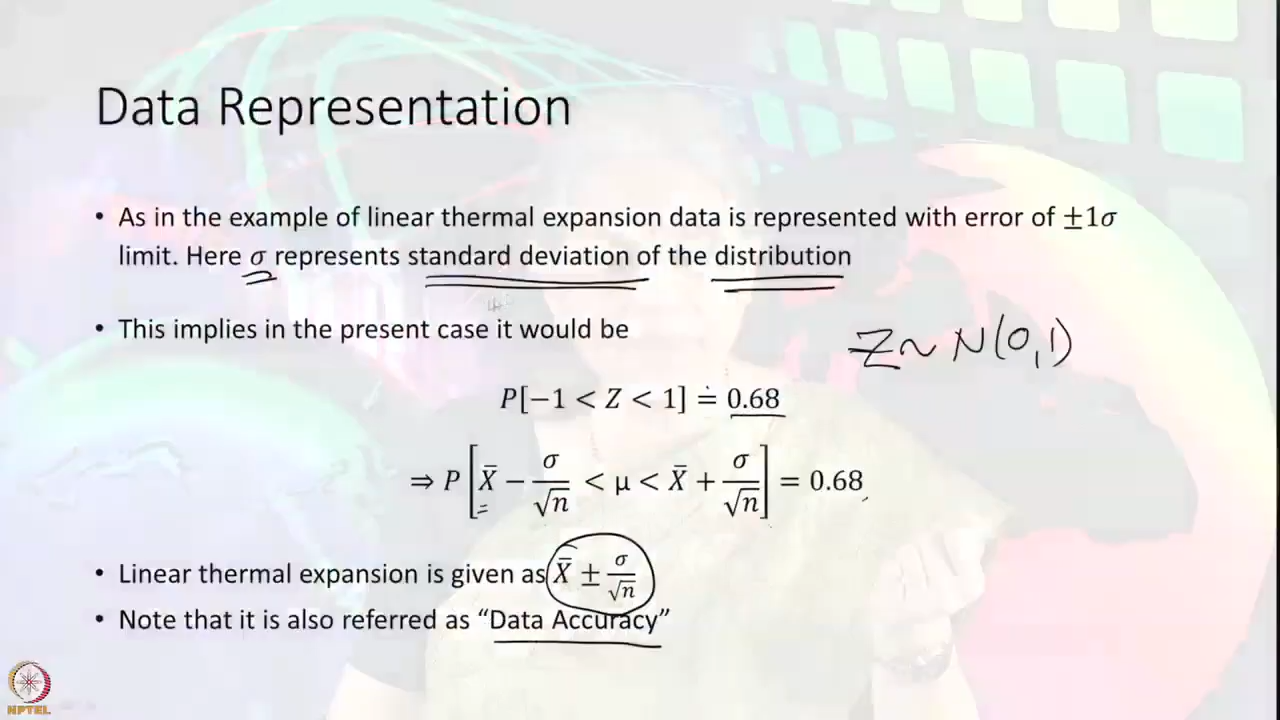 Data Representation
• As in the example of linear thermal expansion data is represented with error of ±1σ
limit. Here σ represents standard deviation of the distribution
• This implies in the present case it would be
Z ~ N(0,1)
P[−1 < Z < 1] = 0.68
⇒ P[X̄ − σ/√n < μ < X̄ + σ/√n] = 0.68
• Linear thermal expansion is given as X̄ ± σ/√n
• Note that it is also referred as “Data Accuracy”
NPTEL